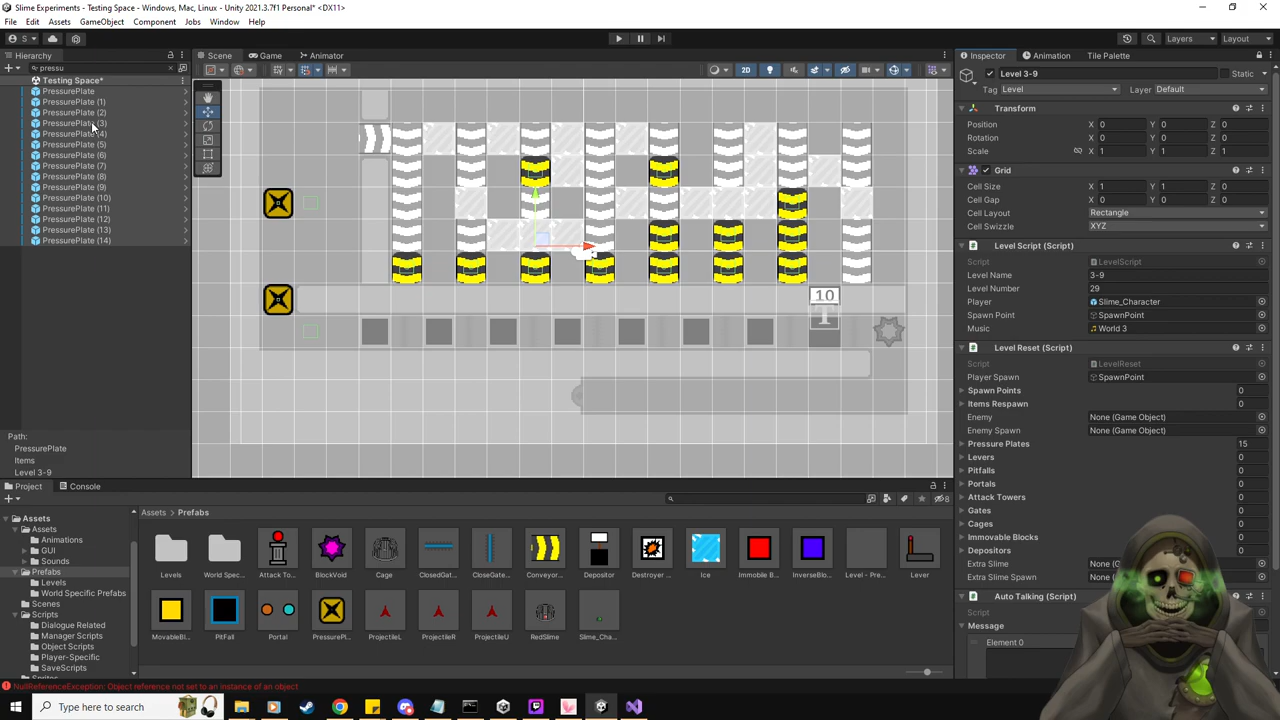 Slime Experiments - Testing Space - Windows, Mac, Linux - Unity 2021.3.7f1 Personal* <DX11>
File Edit Assets GameObject Component Jobs Window Help
S Layers Layout
Hierarchy Scene Game Animator Inspector Animation Tile Palette
pressu 2D Level 3-9 Static
Testing Space* Tag Level Layer Default
PressurePlate
PressurePlate (1)
PressurePlate (2)
PressurePlate (3)
PressurePlate (4)
PressurePlate (5)
PressurePlate (6)
PressurePlate (7)
PressurePlate (8)
PressurePlate (9)
PressurePlate (10)
PressurePlate (11)
PressurePlate (12)
PressurePlate (13)
PressurePlate (14)
10
Transform
Position X 0 Y 0 Z 0
Rotation X 0 Y 0 Z 0
Scale X 1 Y 1 Z 1
Grid
Cell Size X 1 Y 1 Z 0
Cell Gap X 0 Y 0 Z 0
Cell Layout Rectangle
Cell Swizzle XYZ
Level Script (Script)
Script LevelScript
Level Name 3-9
Level Number 29
Player Slime_Character
Spawn Point SpawnPoint
Music World 3
Level Reset (Script)
Script LevelReset
Player Spawn SpawnPoint
Spawn Points 0
Items Respawn 0
Enemy None (Game Object)
Enemy Spawn None (Game Object)
Pressure Plates 15
Levers 0
Pitfalls 0
Portals 0
Attack Towers 0
Gates 0
Cages 0
Immovable Blocks 0
Depositors 0
Extra Slime None (
Extra Slime Spawn None (
Auto Talking (Script)
Script
Message
Element 0
Path:
PressurePlate
Items
Level 3-9
Project Console
8
Assets
Assets
Animations
GUI
Sounds
Prefabs
Levels
World Specific Prefabs
Scenes
Scripts
Dialogue Related
Manager Scripts
Object Scripts
Player-Specific
SaveScripts
Assets > Prefabs
Levels World Spec... Attack To... BlockVoid Cage ClosedGat... CloseGate... Conveyor... Depositor Destroyer ... Ice Immoble B... InverseBlo... Level - Pre... Lever
MovableBl... PitFall Portal PressurePl... ProjectileL ProjectileR ProjectileU RedSlime Slime_Cha...
NullReferenceException: Object reference not set to an instance of an object
Type here to search